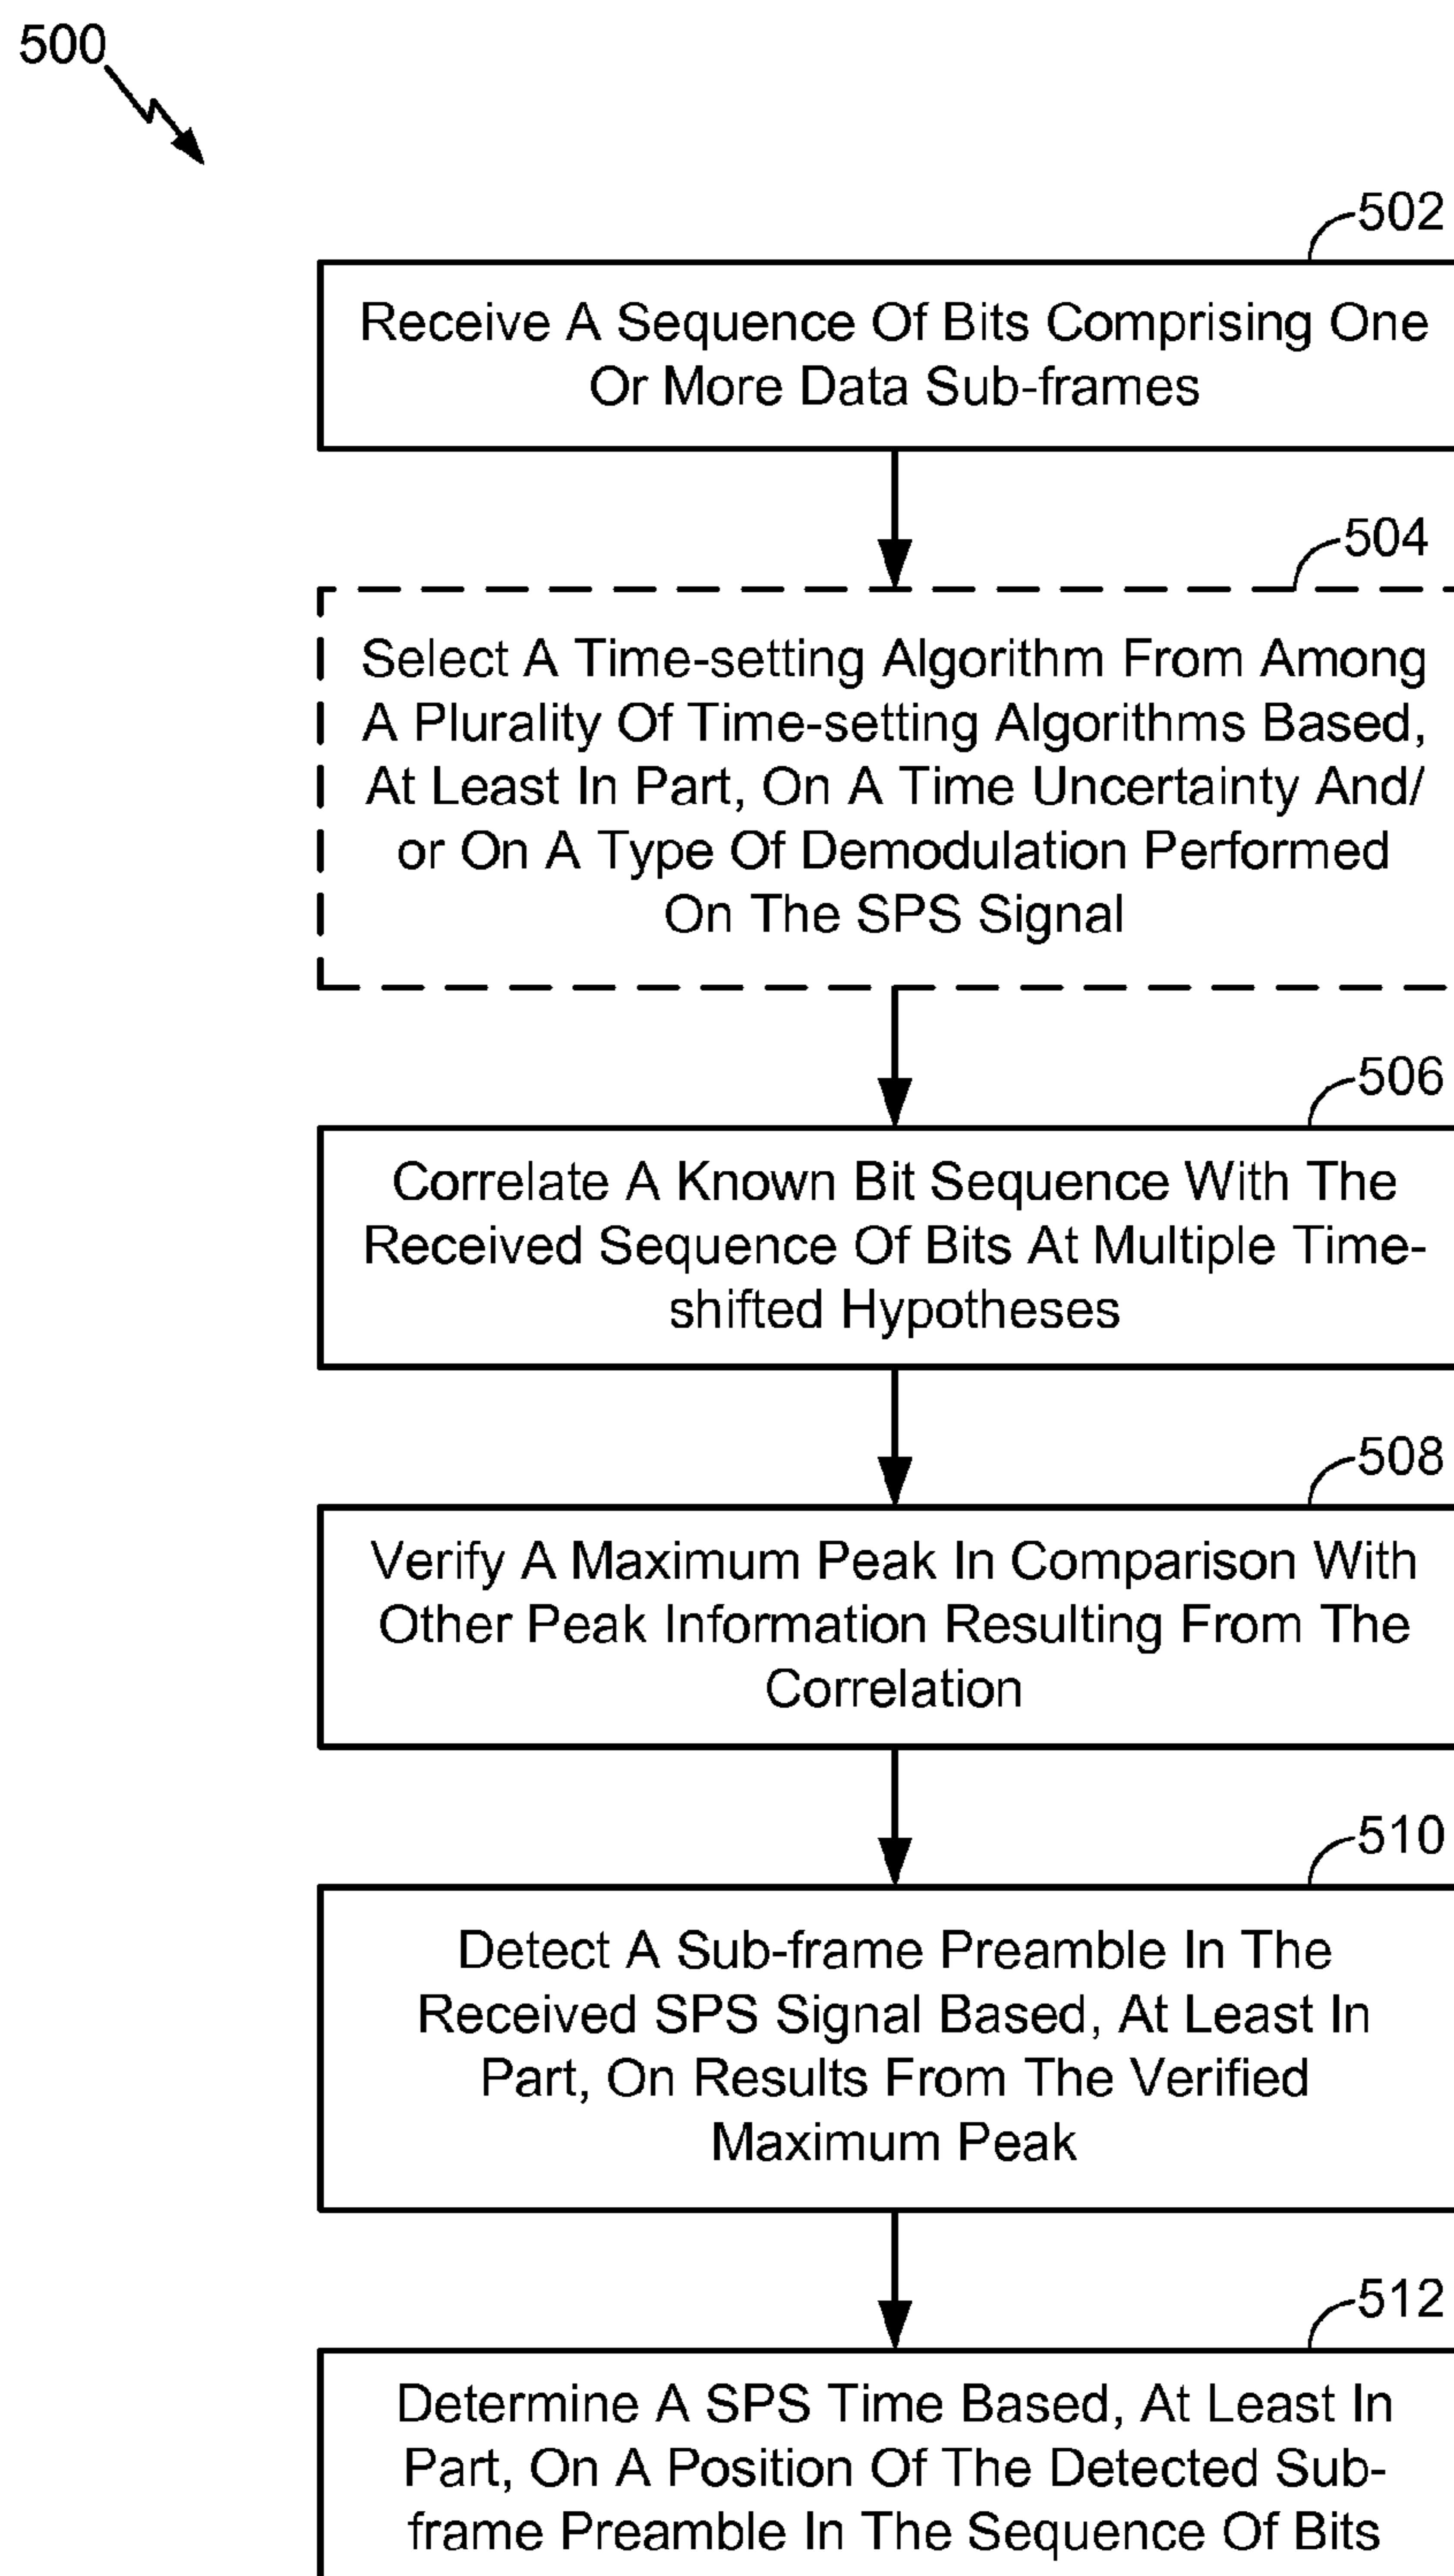 500
502
Receive A Sequence Of Bits Comprising One
Or More Data Sub-frames
504
Select A Time-setting Algorithm From Among
A Plurality Of Time-setting Algorithms Based,
At Least In Part, On A Time Uncertainty And/
or On A Type Of Demodulation Performed
On The SPS Signal
506
Correlate A Known Bit Sequence With The
Received Sequence Of Bits At Multiple Time-
shifted Hypotheses
508
Verify A Maximum Peak In Comparison With
Other Peak Information Resulting From The
Correlation
510
Detect A Sub-frame Preamble In The
Received SPS Signal Based, At Least In
Part, On Results From The Verified
Maximum Peak
512
Determine A SPS Time Based, At Least In
Part, On A Position Of The Detected Sub-
frame Preamble In The Sequence Of Bits